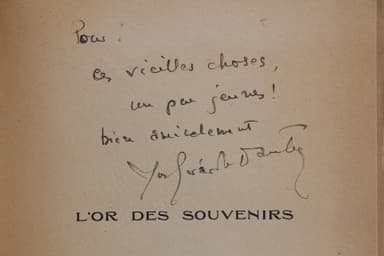 Pour
ces vieilles choses,
un peu jeunes !
bien amicalement
L'OR DES SOUVENIRS